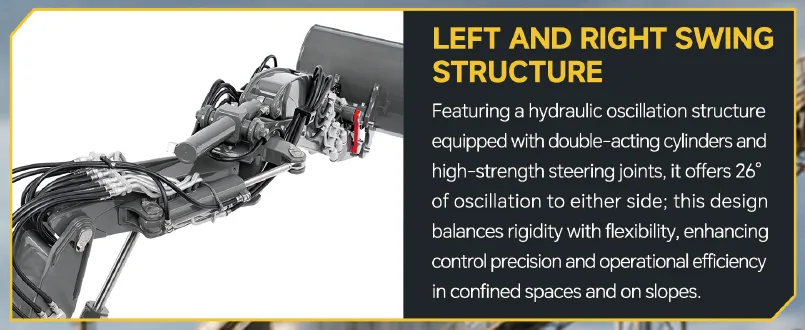 LEFT AND RIGHT SWING
STRUCTURE
Featuring a hydraulic oscillation structure
equipped with double-acting cylinders and
high-strength steering joints, it offers 26°
of oscillation to either side; this design
balances rigidity with flexibility, enhancing
control precision and operational efficiency
in confined spaces and on slopes.